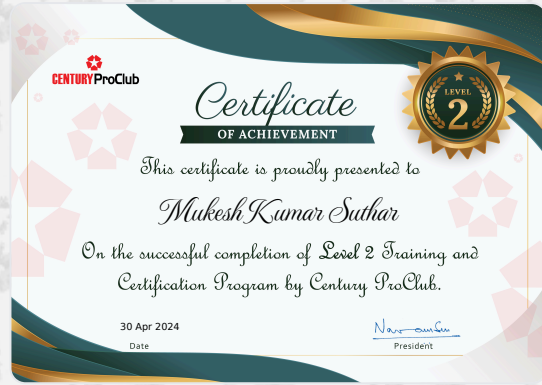 CENTURY ProClub
LEVEL
2
Certificate
OF ACHIEVEMENT
This certificate is proudly presented to
Mukesh Kumar Suthar
On the successful completion of Level 2 Training and
Certification Program by Century ProClub.
30 Apr 2024
Date
President